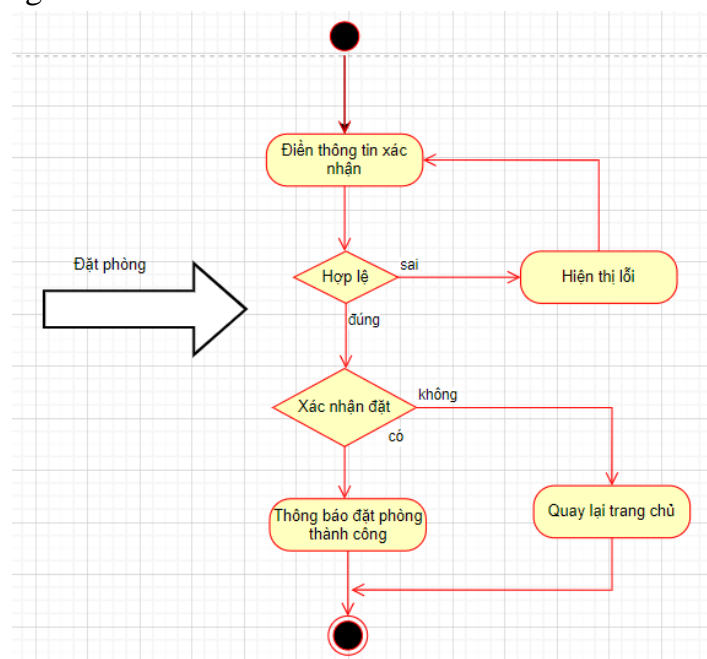 Điền thông tin xác
nhận
Đặt phòng
Hợp lệ
sai
Hiện thị lỗi
đúng
Xác nhận đặt
không
có
Thông báo đặt phòng
thành công
Quay lại trang chủ